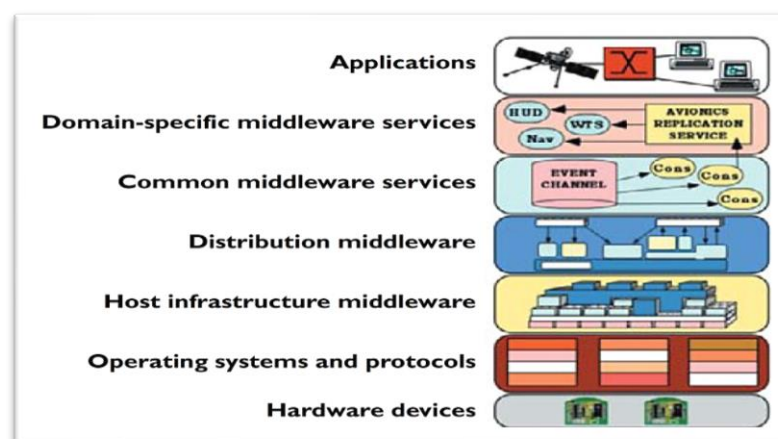 Applications
Domain-specific middleware services
HUD
WTS
Nav
AVIONICS
REPLICATION
SERVICE
Common middleware services
EVENT
CHANNEL
Cons
Cons
Cons
Distribution middleware
Host infrastructure middleware
Operating systems and protocols
Hardware devices